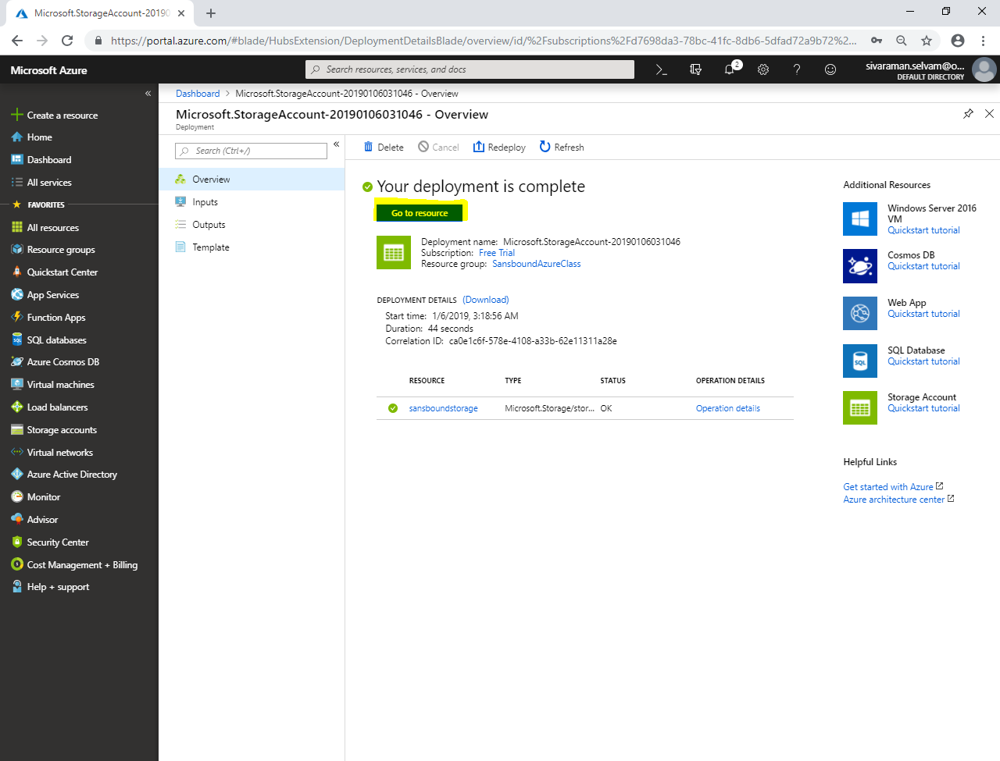 Microsoft.StorageAccount-20190
https://portal.azure.com/#blade/HubsExtension/DeploymentDetailsBlade/overview/id/%2Fsubscriptions%2Fd7698da3-78bc-41fc-8db6-5dfad72a9b72%2...
Microsoft Azure
Search resources, services, and docs
2
sivaraman.selvam@o...
DEFAULT DIRECTORY
Create a resource
Home
Dashboard
All services
FAVORITES
All resources
Resource groups
Quickstart Center
App Services
Function Apps
SQL databases
Azure Cosmos DB
Virtual machines
Load balancers
Storage accounts
Virtual networks
Azure Active Directory
Monitor
Advisor
Security Center
Cost Management + Billing
Help + support
Dashboard > Microsoft.StorageAccount-20190106031046 - Overview
Microsoft.StorageAccount-20190106031046 - Overview
Deployment
Search (Ctrl+/)
Overview
Inputs
Outputs
Template
Delete Cancel Redeploy Refresh
Your deployment is complete
Go to resource
Deployment name: Microsoft.StorageAccount-20190106031046
Subscription: Free Trial
Resource group: SansboundAzureClass
DEPLOYMENT DETAILS (Download)
Start time: 1/6/2019, 3:18:56 AM
Duration: 44 seconds
Correlation ID: ca0e1c6f-578e-4108-a33b-62e11311a28e
RESOURCE TYPE STATUS OPERATION DETAILS
sansboundstorage Microsoft.Storage/stor... OK Operation details
Additional Resources
Windows Server 2016
VM
Quickstart tutorial
Cosmos DB
Quickstart tutorial
Web App
Quickstart tutorial
SQL
SQL Database
Quickstart tutorial
Storage Account
Quickstart tutorial
Helpful Links
Get started with Azure
Azure architecture center